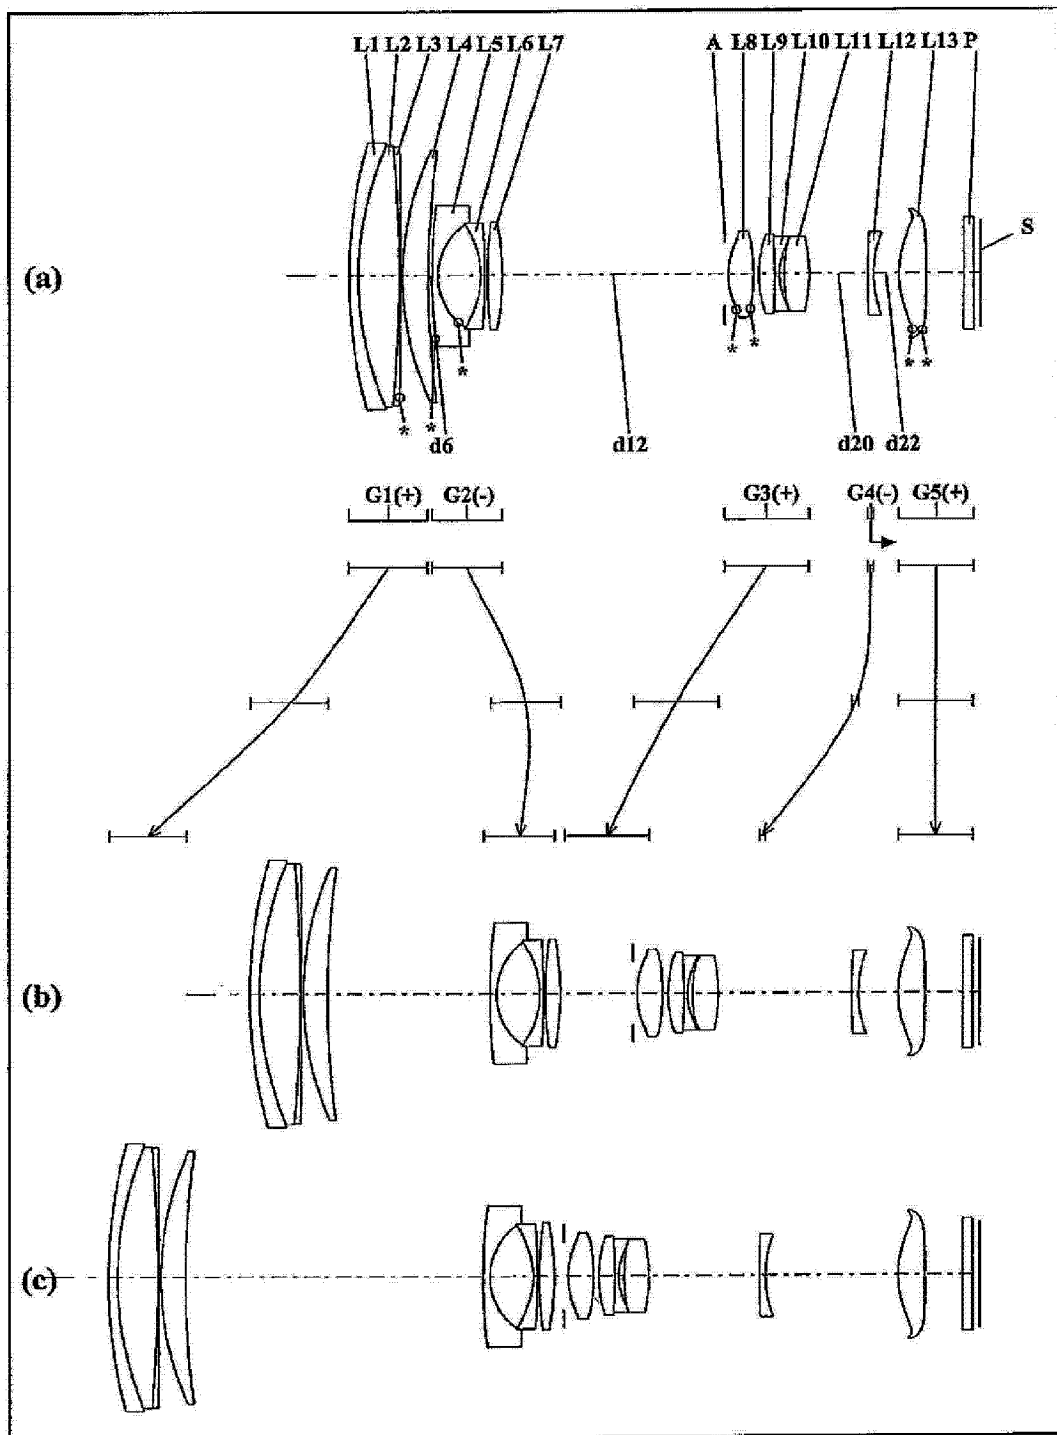 L1 L2 L3 L4 L5 L6 L7 A L8 L9 L10 L11 L12 L13 P
S
(a)
* * * *
*
* *
d6 d12 d20 d22
G1(+) G2(-) G3(+) G4(-) G5(+)
(b)
(c)